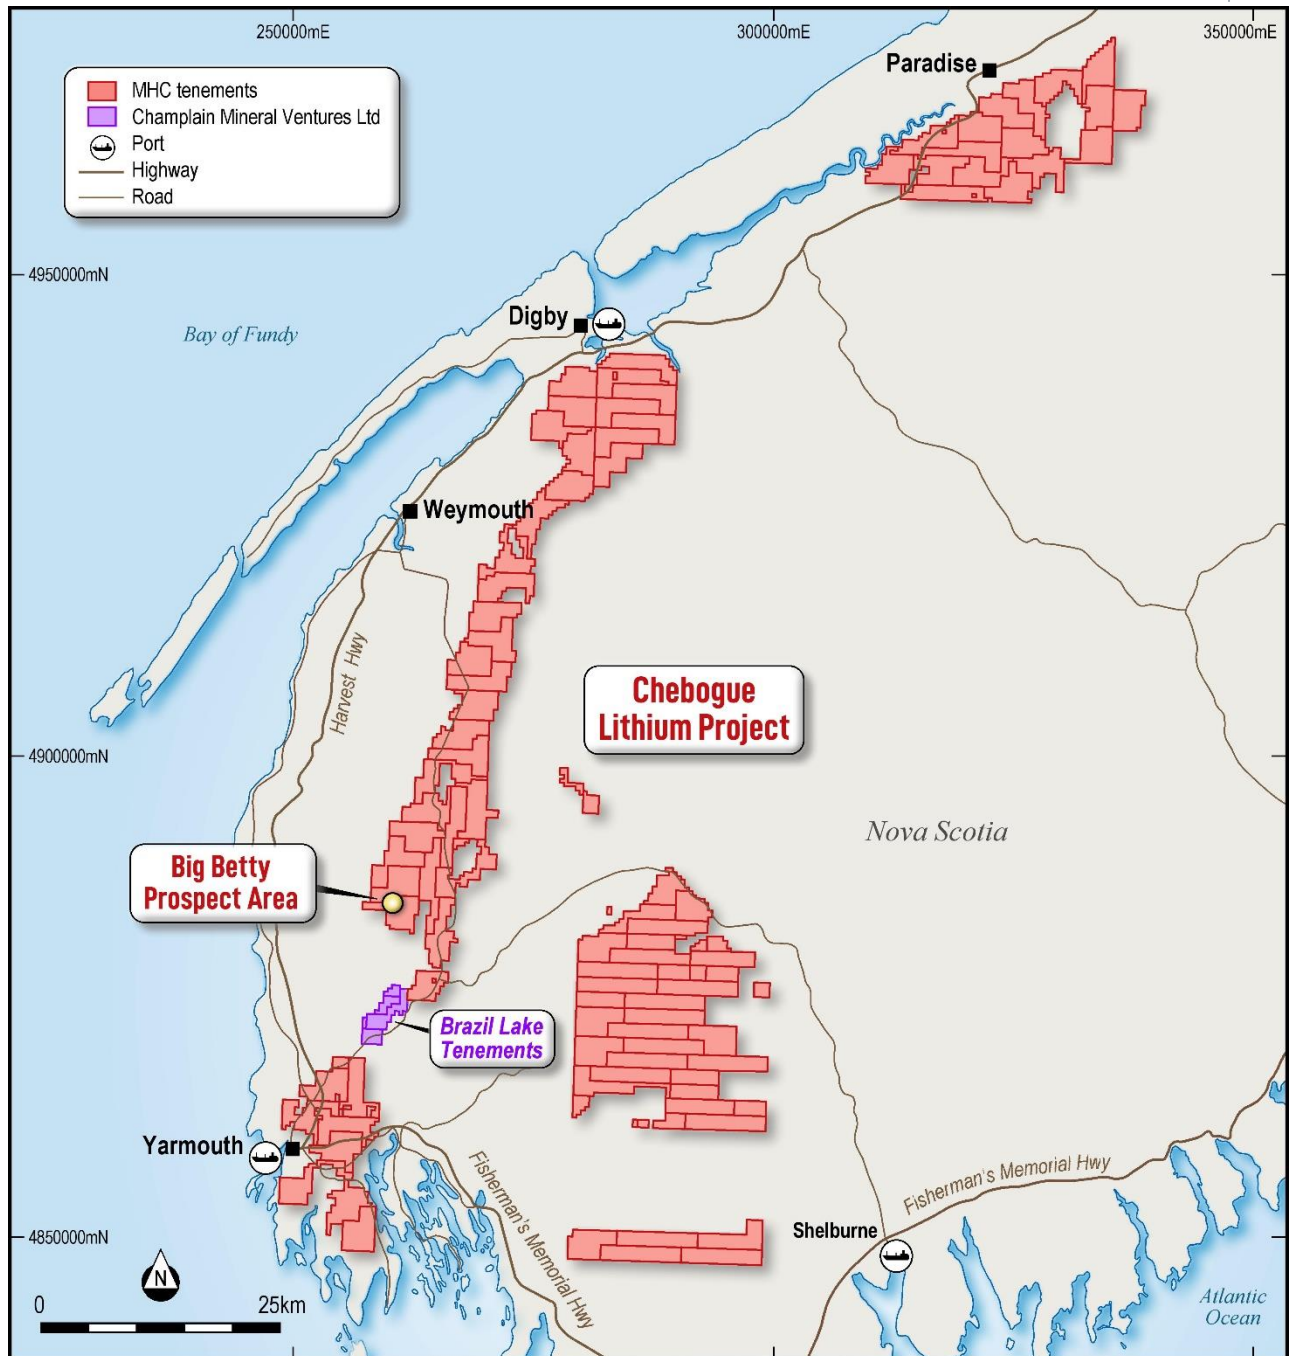 250000mE
300000mE
350000mE
MHC tenements
Champlain Mineral Ventures Ltd
Port
Highway
Road
Paradise
4950000mN
Bay of Fundy
Digby
Weymouth
Harvest Hwy
Chebogue
Lithium Project
4900000mN
Nova Scotia
Big Betty
Prospect Area
Brazil Lake
Tenements
Yarmouth
Fisherman's Memorial Hwy
Fisherman's Memorial Hwy
Shelburne
4850000mN
N
0
25km
Atlantic
Ocean